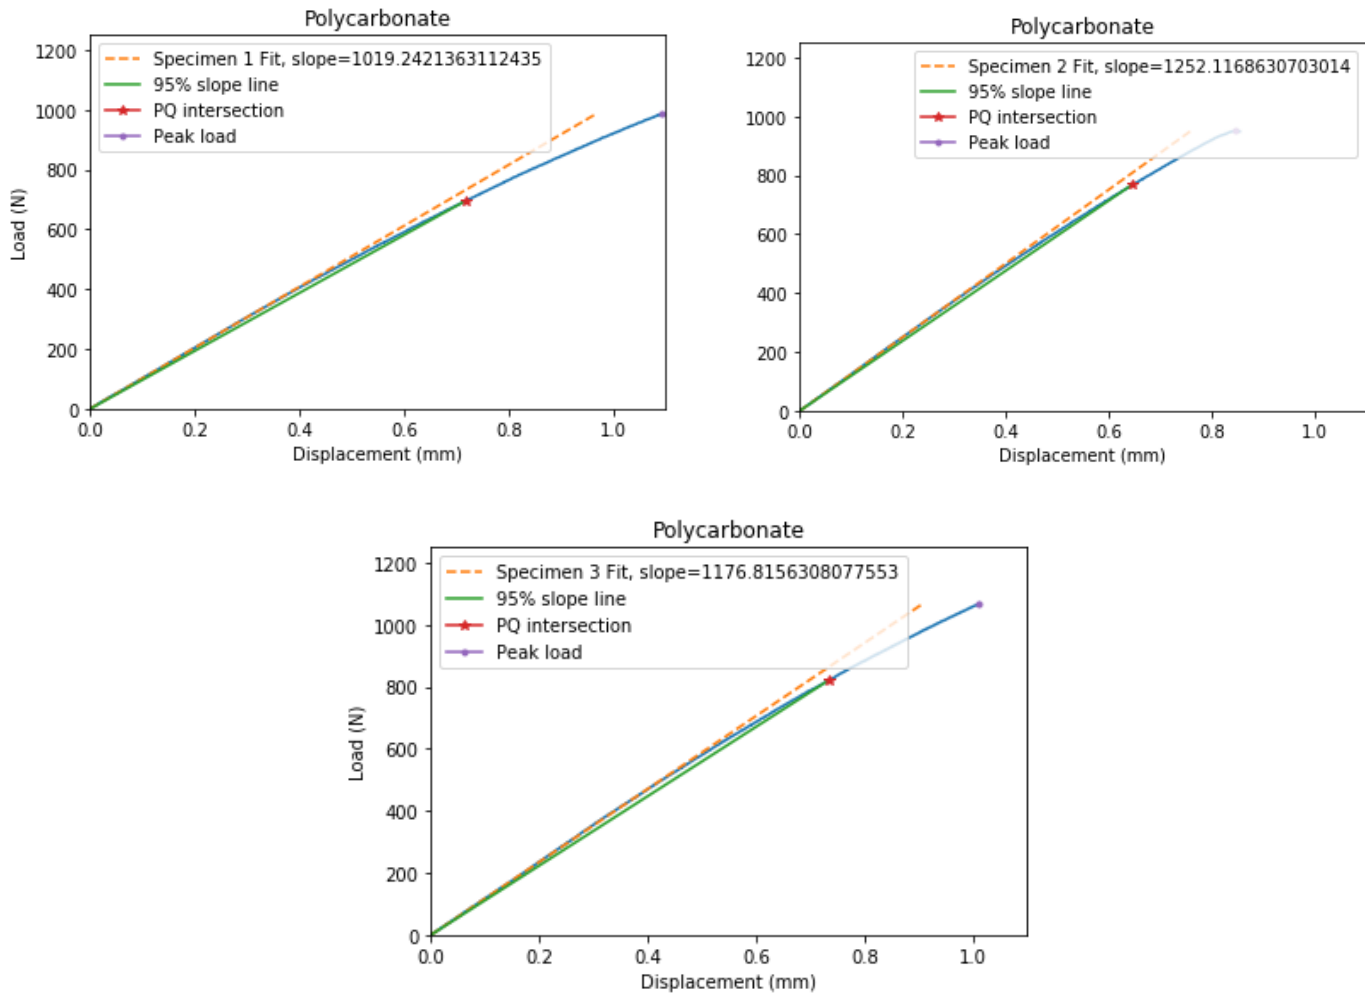 Polycarbonate
1200
1000
800
600
400
200
0
Load (N)
Specimen 1 Fit, slope=1019.2421363112435
95% slope line
PQ intersection
Peak load
0.0 0.2 0.4 0.6 0.8 1.0
Displacement (mm)
Polycarbonate
1200
1000
800
600
400
200
0
Specimen 2 Fit, slope=1252.1168630703014
95% slope line
PQ intersection
Peak load
0.0 0.2 0.4 0.6 0.8 1.0
Displacement (mm)
Polycarbonate
1200
1000
800
600
400
200
0
Load (N)
Specimen 3 Fit, slope=1176.8156308077553
95% slope line
PQ intersection
Peak load
0.0 0.2 0.4 0.6 0.8 1.0
Displacement (mm)